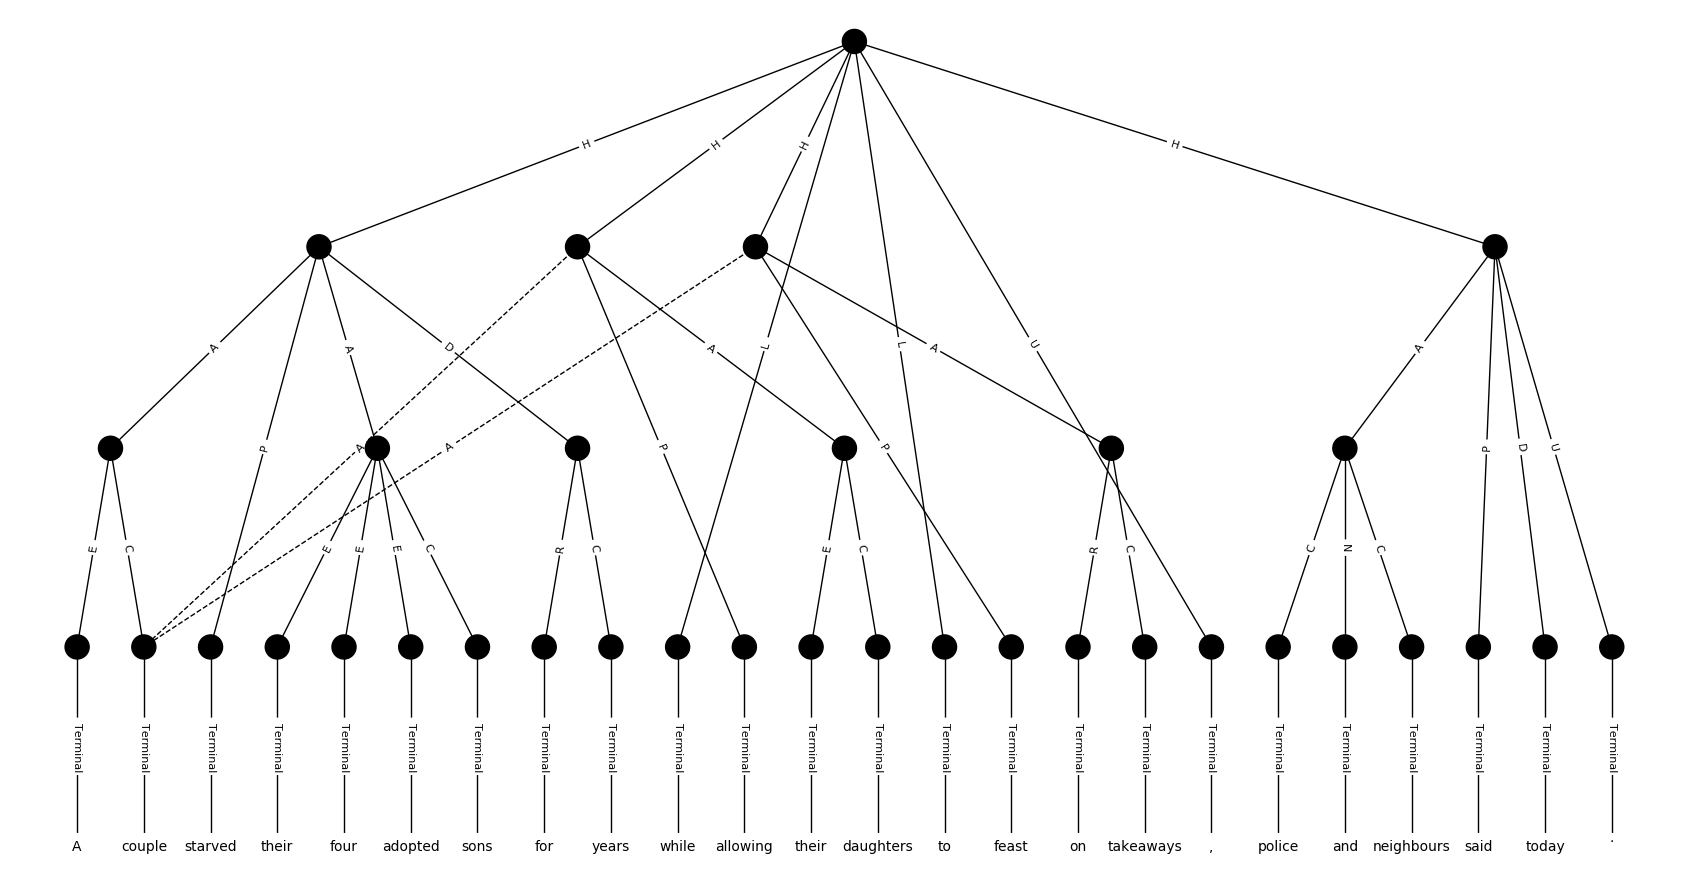 H H H H
A P A D A A A P L P A L U A P D U
E C E E E C R C E C R C C N C
Terminal Terminal Terminal Terminal Terminal Terminal Terminal Terminal Terminal Terminal Terminal Terminal Terminal Terminal Terminal Terminal Terminal Terminal Terminal Terminal Terminal Terminal Terminal Terminal
A couple starved their four adopted sons for years while allowing their daughters to feast on takeaways , police and neighbours said today .